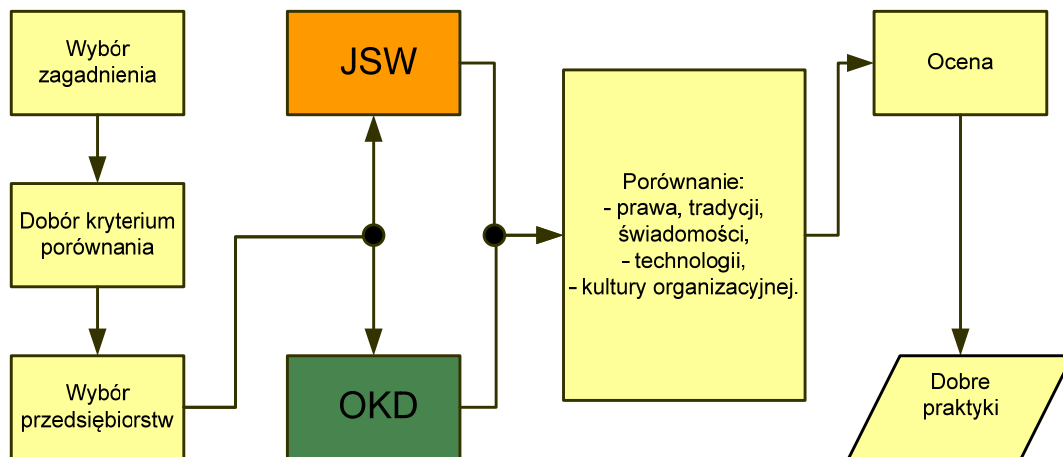 Wybór
zagadnienia
Dobór kryterium
porównania
Wybór
przedsiębiorstw
JSW
OKD
Porównanie:
- prawa, tradycji,
świadomości,
- technologii,
- kultury organizacyjnej.
Ocena
Dobre
praktyki